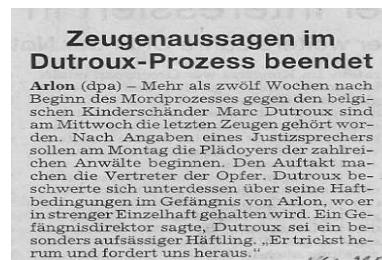 Zeugenaussagen im
Dutroux-Prozess beendet
Arlon (dpa) – Mehr als zwölf Wochen nach
Beginn des Mordprozesses gegen den belgi-
schen Kinderschänder Marc Dutroux sind
am Mittwoch die letzten Zeugen gehört wor-
den. Nach Angaben eines Justizsprechers
sollen am Montag die Plädoyers der zahlrei-
chen Anwälte beginnen. Den Auftakt ma-
chen die Vertreter der Opfer. Dutroux be-
schwerte sich unterdessen über seine Haft-
bedingungen im Gefängnis von Arlon, wo er
in strenger Einzelhaft gehalten wird. Ein Ge-
fängnisdirektor sagte, Dutroux sei ein be-
sonders aufsässiger Häftling. „Er trickst he-
rum und fordert uns heraus.“